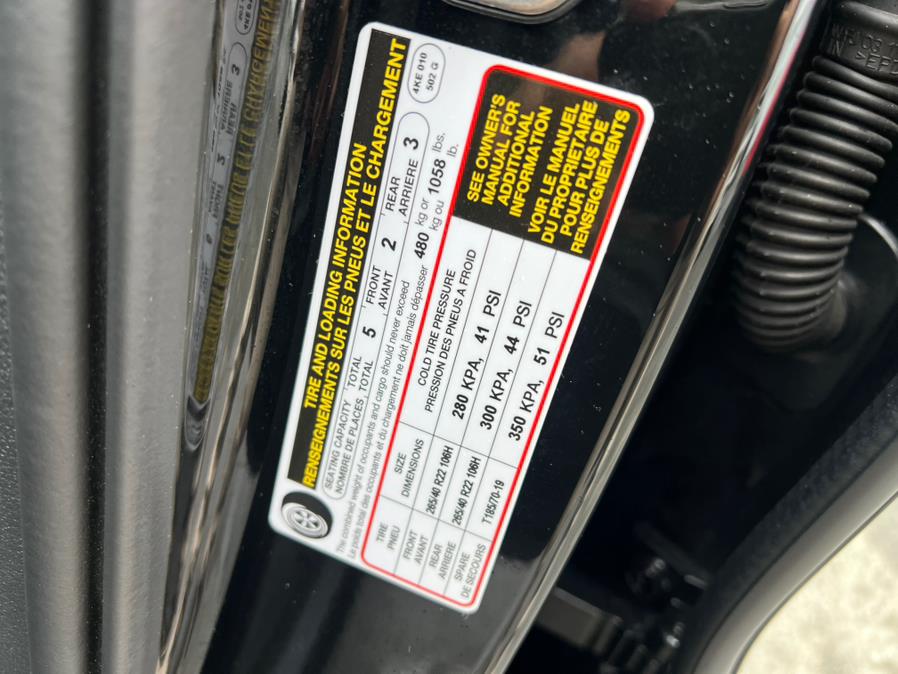 TIRE AND LOADING INFORMATION
RENSEIGNEMENTS SUR LES PNEUS ET LE CHARGEMENT
4KE 010
502 G
SEATING CAPACITY TOTAL 5 FRONT 2 REAR 3
NOMBRE DE PLACES TOTAL AVANT ARRIERE
The combined weight of occupants and cargo should never exceed 480 kg or 1058 lbs.
Le poids total des occupants et du chargement ne doit jamais dépasser kg ou lb.
TIRE SIZE COLD TIRE PRESSURE
PNEU DIMENSIONS PRESSION DES PNEUS A FROID
FRONT
AVANT 265/40 R22 106H 280 KPA, 41 PSI
REAR
ARRIERE 265/40 R22 106H 300 KPA, 44 PSI
SPARE
DE SECOURS T185/70-19 350 KPA, 51 PSI
SEE OWNER'S
MANUAL FOR
ADDITIONAL
INFORMATION
VOIR LE MANUEL
DU PROPRIETAIRE
POUR PLUS DE
RENSEIGNEMENTS